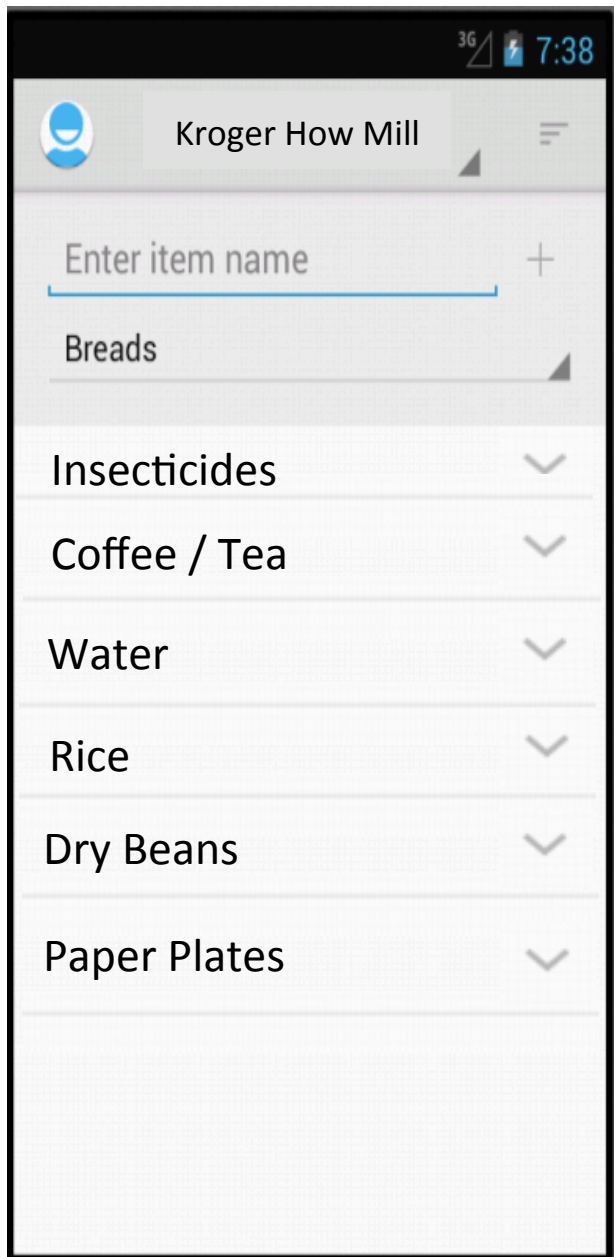 3G 7:38
Kroger How Mill
Enter item name
Breads
Insecticides
Coffee / Tea
Water
Rice
Dry Beans
Paper Plates